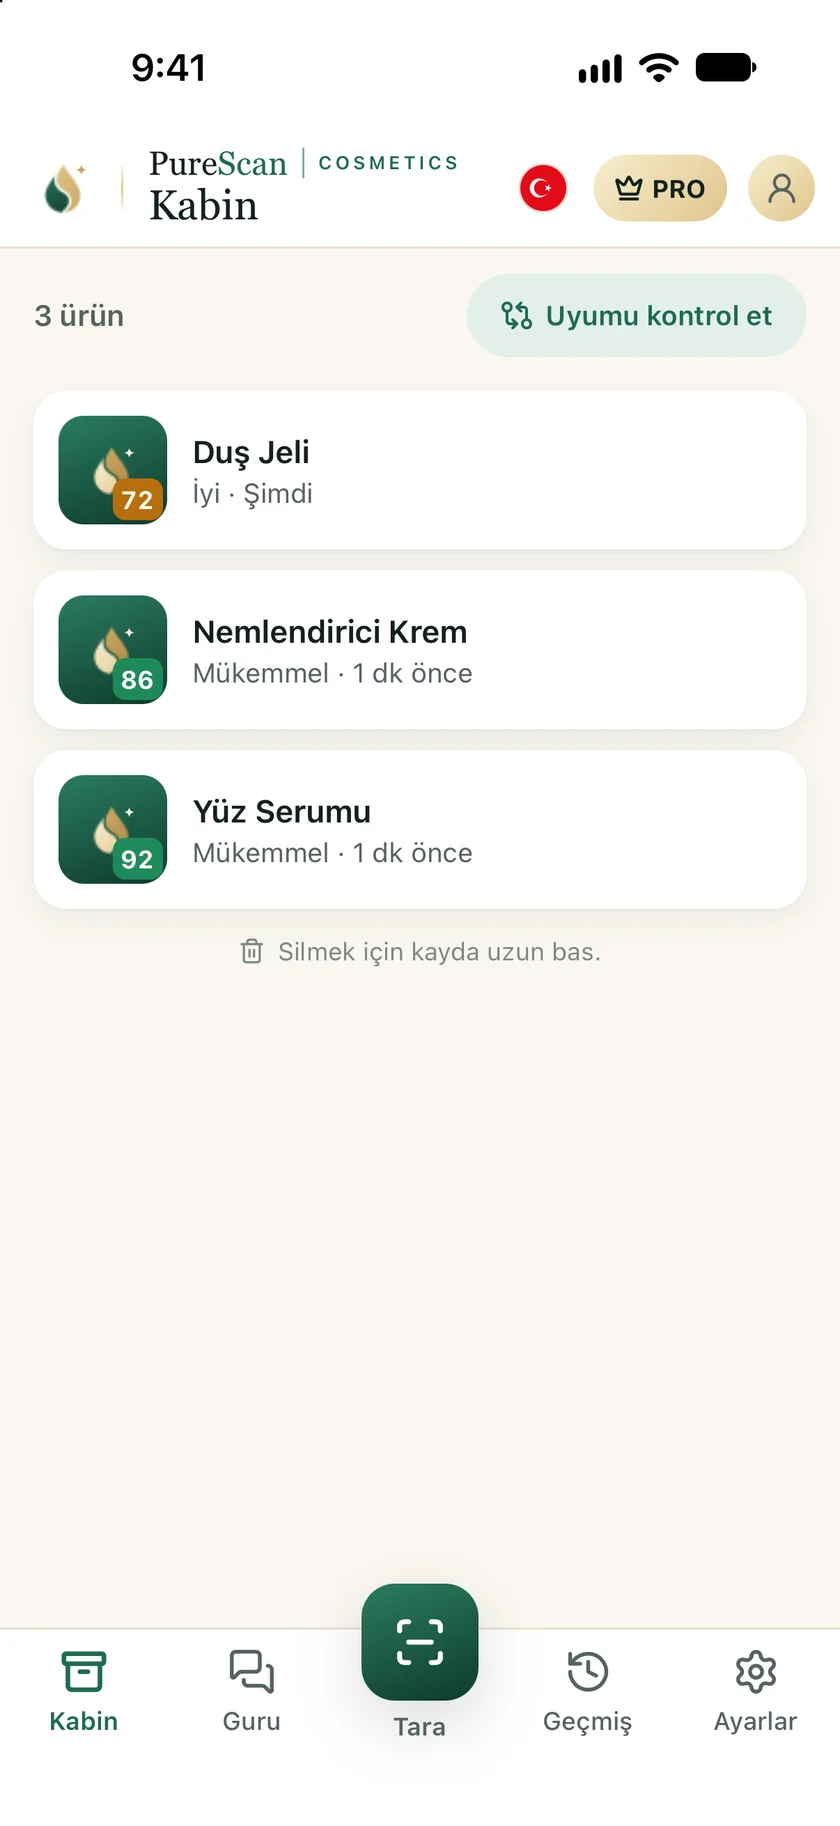 9:41
PureScan | COSMETICS
Kabin
PRO
3 ürün
Uyumu kontrol et
Duş Jeli
İyi · Şimdi
72
Nemlendirici Krem
Mükemmel · 1 dk önce
86
Yüz Serumu
Mükemmel · 1 dk önce
92
Silmek için kayda uzun bas.
Kabin
Guru
Tara
Geçmiş
Ayarlar